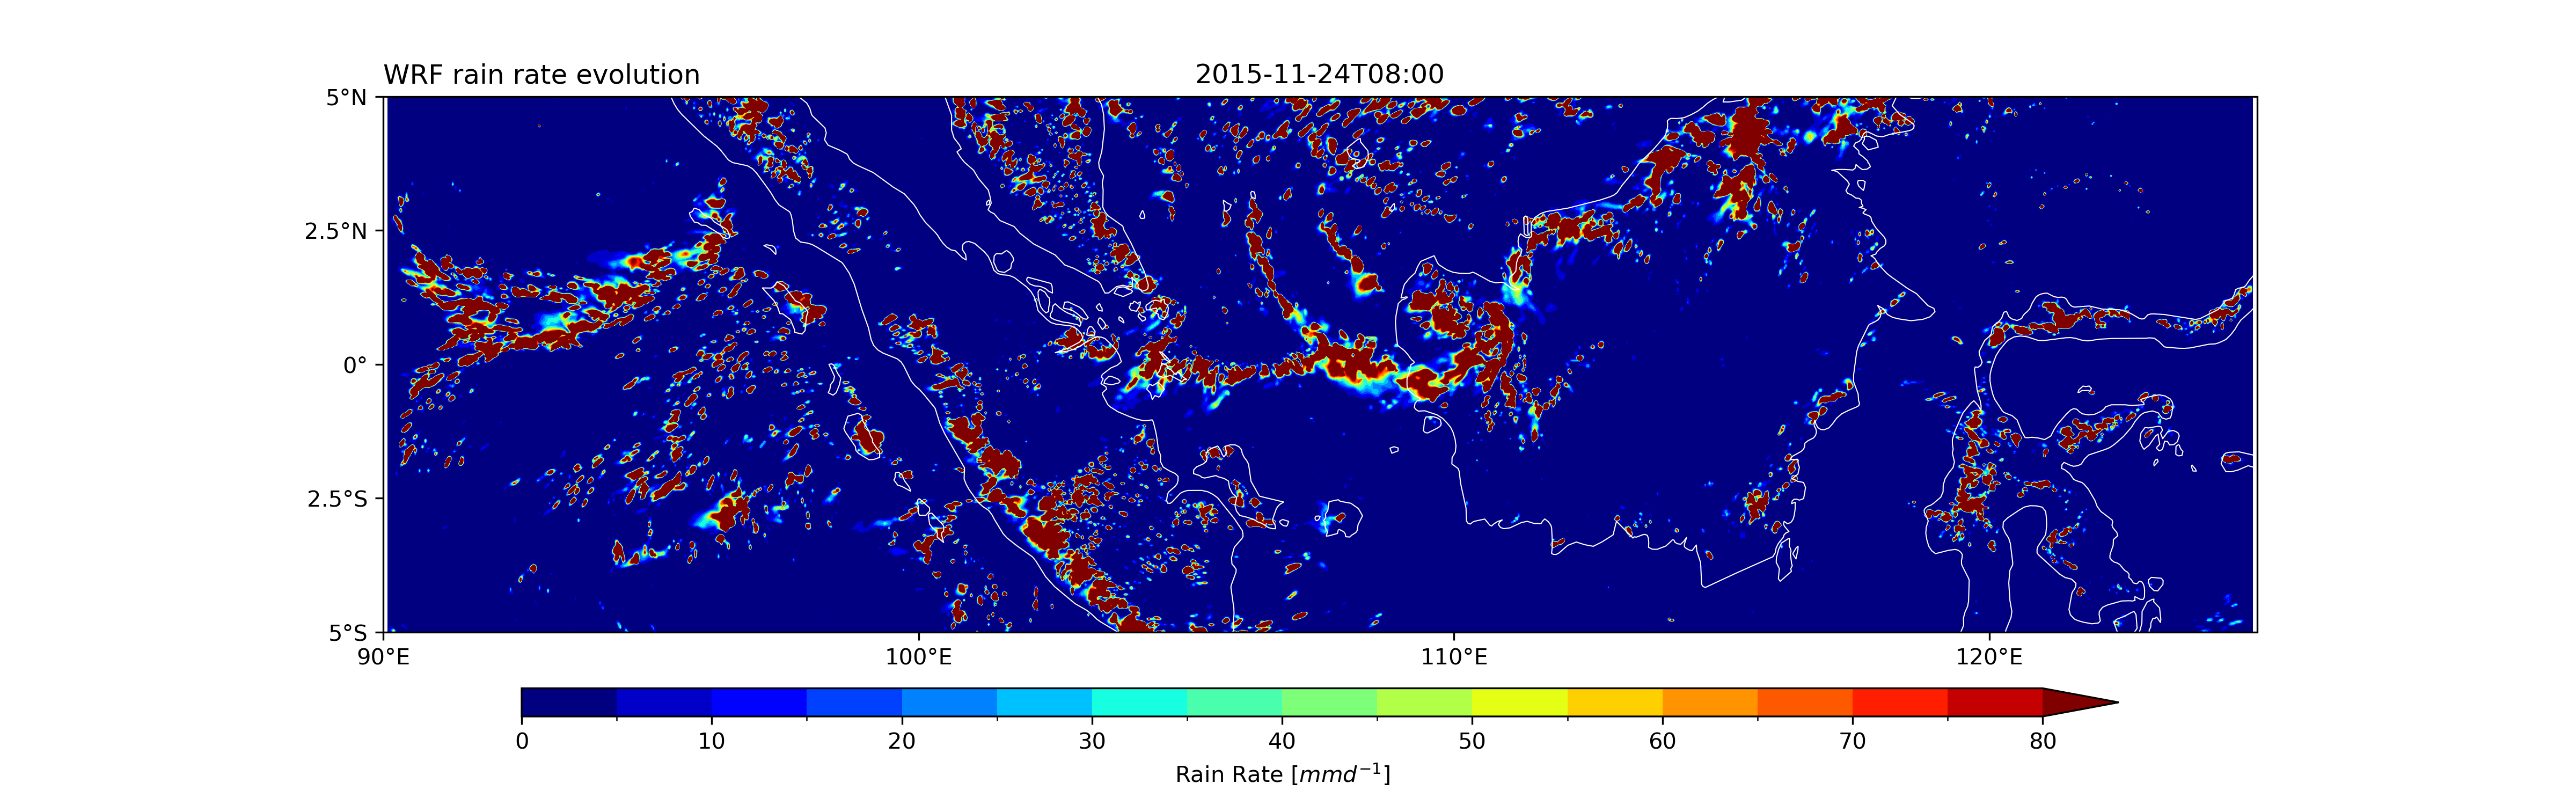 WRF rain rate evolution
2015-11-24T08:00
5°N
2.5°N
0°
2.5°S
5°S
90°E 100°E 110°E 120°E
0 10 20 30 40 50 60 70 80
Rain Rate [mmd⁻¹]